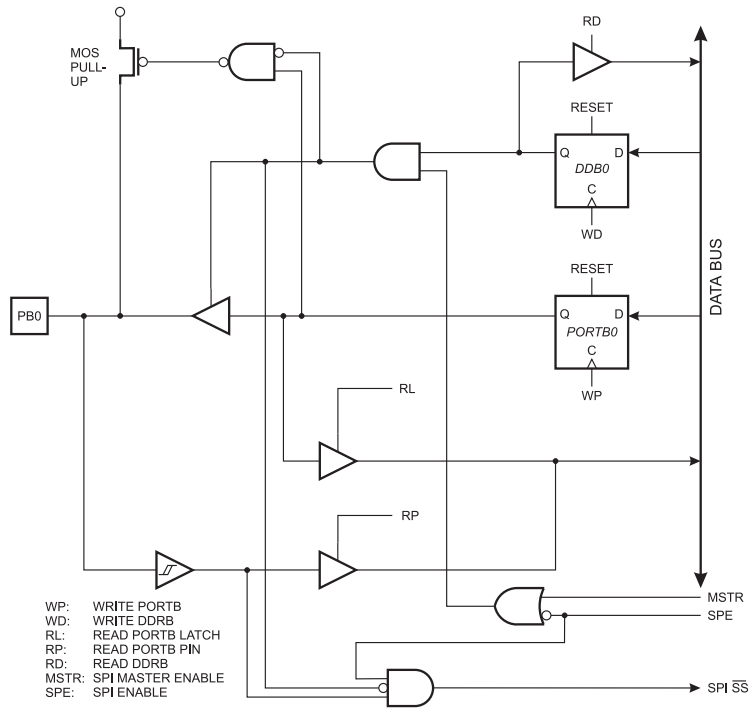 MOS
PULL-
UP
RD
RESET
Q
D
DDB0
C
WD
DATA BUS
RESET
PB0
Q
D
PORTB0
C
WP
RL
RP
WP: WRITE PORTB
WD: WRITE DDRB
RL: READ PORTB LATCH
RP: READ PORTB PIN
RD: READ DDRB
MSTR: SPI MASTER ENABLE
SPE: SPI ENABLE
MSTR
SPE
SPI S̅S̅